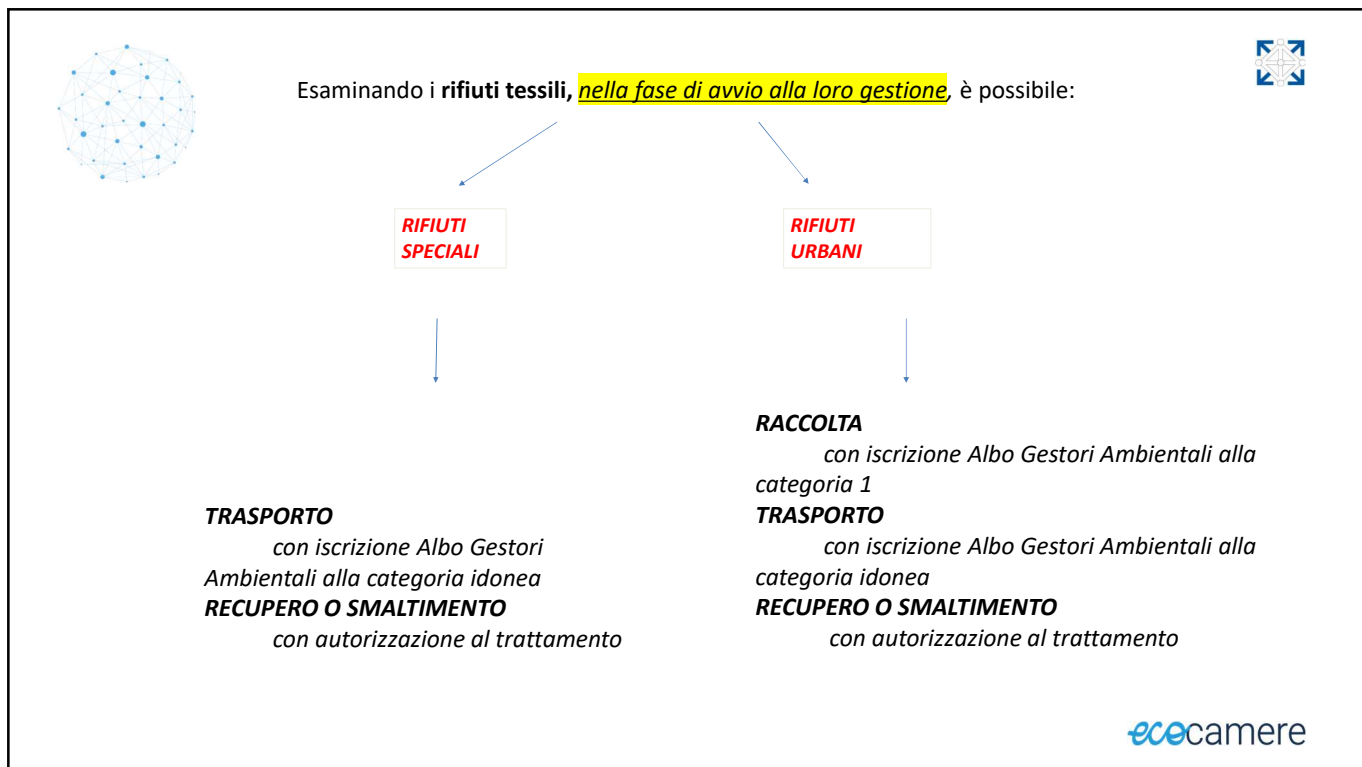 Esaminando i rifiuti tessili, nella fase di avvio alla loro gestione, è possibile:
RIFIUTI
SPECIALI
RIFIUTI
URBANI
TRASPORTO
con iscrizione Albo Gestori
Ambientali alla categoria idonea
RECUPERO O SMALTIMENTO
con autorizzazione al trattamento
RACCOLTA
con iscrizione Albo Gestori Ambientali alla
categoria 1
TRASPORTO
con iscrizione Albo Gestori Ambientali alla
categoria idonea
RECUPERO O SMALTIMENTO
con autorizzazione al trattamento
ecocamere